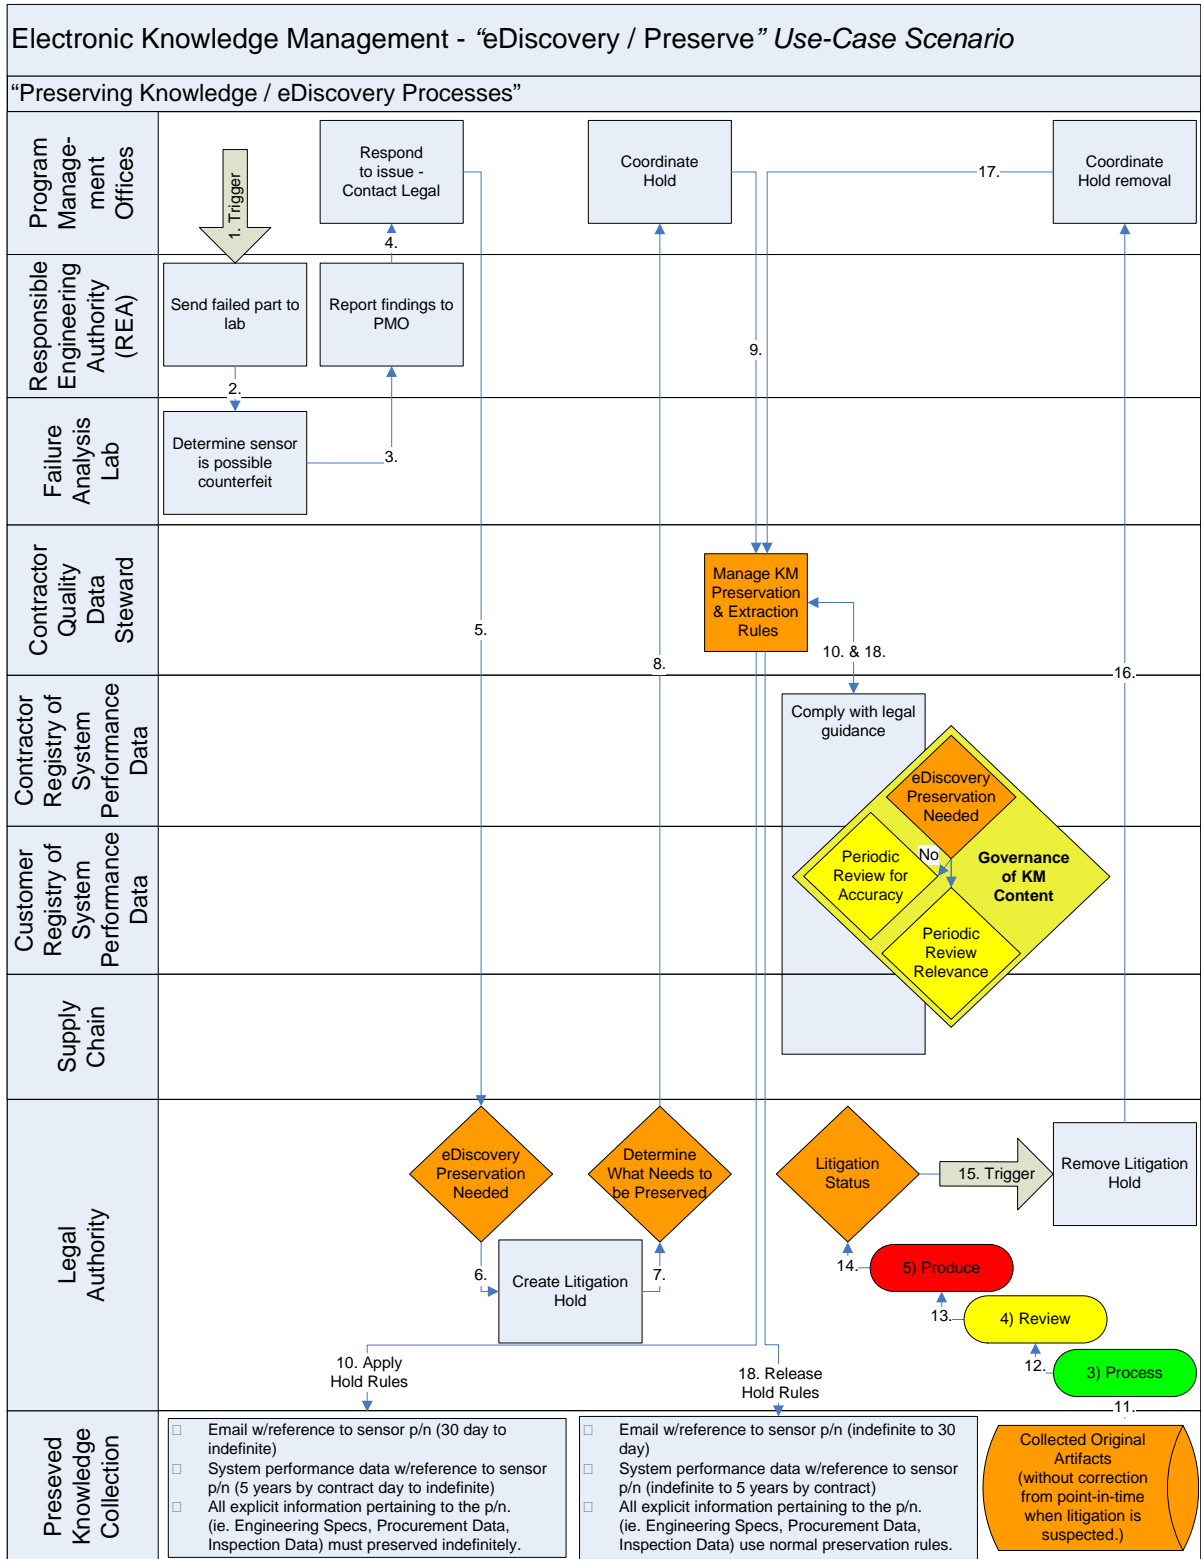 Electronic Knowledge Management - “eDiscovery / Preserve” Use-Case Scenario
“Preserving Knowledge / eDiscovery Processes”
Program
Manage-
ment
Offices
1. Trigger
Respond
to issue -
Contact Legal
Coordinate
Hold
17.
Coordinate
Hold removal
4.
Responsible
Engineering
Authority
(REA)
Send failed part to
lab
Report findings to
PMO
9.
2.
Failure
Analysis
Lab
Determine sensor
is possible
counterfeit
3.
Contractor
Quality
Data
Steward
Manage KM
Preservation
& Extraction
Rules
5.
8.
10. & 18.
16.
Contractor
Registry of
System
Performance
Data
Comply with legal
guidance
eDiscovery
Preservation
Needed
Customer
Registry of
System
Performance
Data
No
Periodic
Review for
Accuracy
Governance
of KM
Content
Periodic
Review
Relevance
Supply
Chain
Legal
Authority
eDiscovery
Preservation
Needed
Determine
What Needs to
be Preserved
Litigation
Status
15. Trigger
Remove Litigation
Hold
6.
Create Litigation
Hold
7.
14.
5) Produce
13.
4) Review
12.
3) Process
10. Apply
Hold Rules
18. Release
Hold Rules
11.
Preseved
Knowledge
Collection
Email w/reference to sensor p/n (30 day to
indefinite)
System performance data w/reference to sensor
p/n (5 years by contract day to indefinite)
All explicit information pertaining to the p/n.
(ie. Engineering Specs, Procurement Data,
Inspection Data) must preserved indefinitely.
Email w/reference to sensor p/n (indefinite to 30
day)
System performance data w/reference to sensor
p/n (indefinite to 5 years by contract)
All explicit information pertaining to the p/n.
(ie. Engineering Specs, Procurement Data,
Inspection Data) use normal preservation rules.
Collected Original
Artifacts
(without correction
from point-in-time
when litigation is
suspected.)